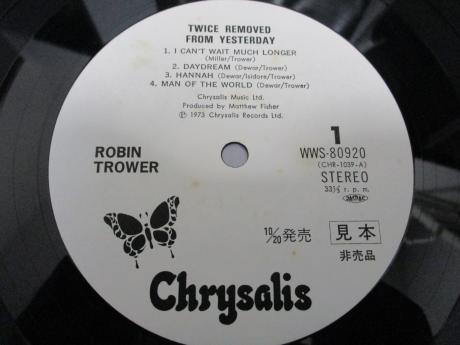 TWICE REMOVED
FROM YESTERDAY
1. I CAN'T WAIT MUCH LONGER
(Miller/Trower)
2. DAYDREAM (Dewar/Trower)
3. HANNAH (Dewar/Isidore/Trower)
4. MAN OF THE WORLD (Dewar/Trower)
Chrysalis Music Ltd.
Produced by Matthew Fisher
Ⓟ 1973 Chrysalis Records Ltd.
ROBIN
TROWER
1
WWS-80920
(CHR-1039-A)
STEREO
33⅓ r.p.m.
JASRAC
10/20発売
見本
非売品
Chrysalis